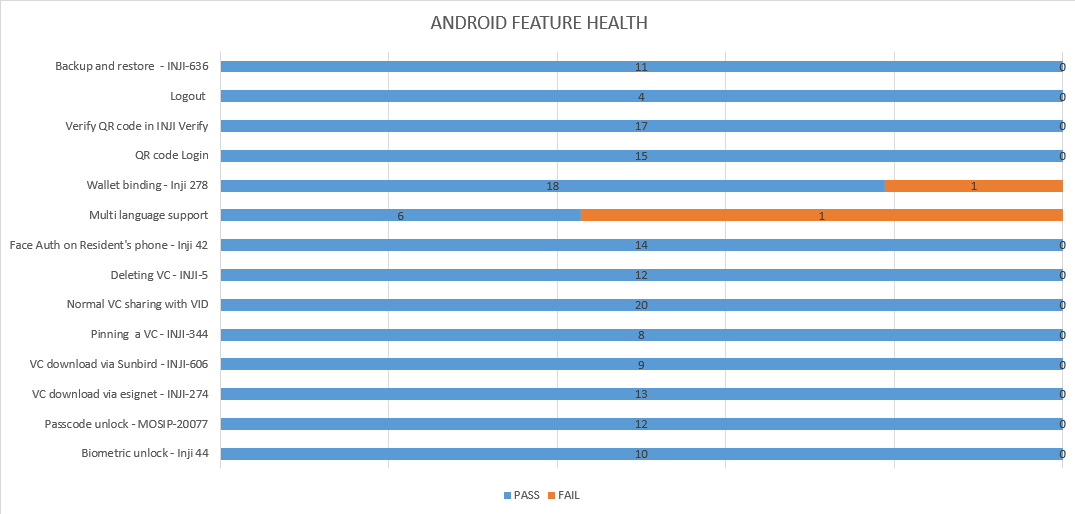 ANDROID FEATURE HEALTH
Backup and restore - INJI-636 11 0
Logout 4 0
Verify QR code in INJI Verify 17 0
QR code Login 15 0
Wallet binding - Inji 278 18 1
Multi language support 6 1
Face Auth on Resident's phone - Inji 42 14 0
Deleting VC - INJI-5 12 0
Normal VC sharing with VID 20 0
Pinning a VC - INJI-344 8 0
VC download via Sunbird - INJI-606 9 0
VC download via esignet - INJI-274 13 0
Passcode unlock - MOSIP-20077 12 0
Biometric unlock - Inji 44 10 0
PASS FAIL